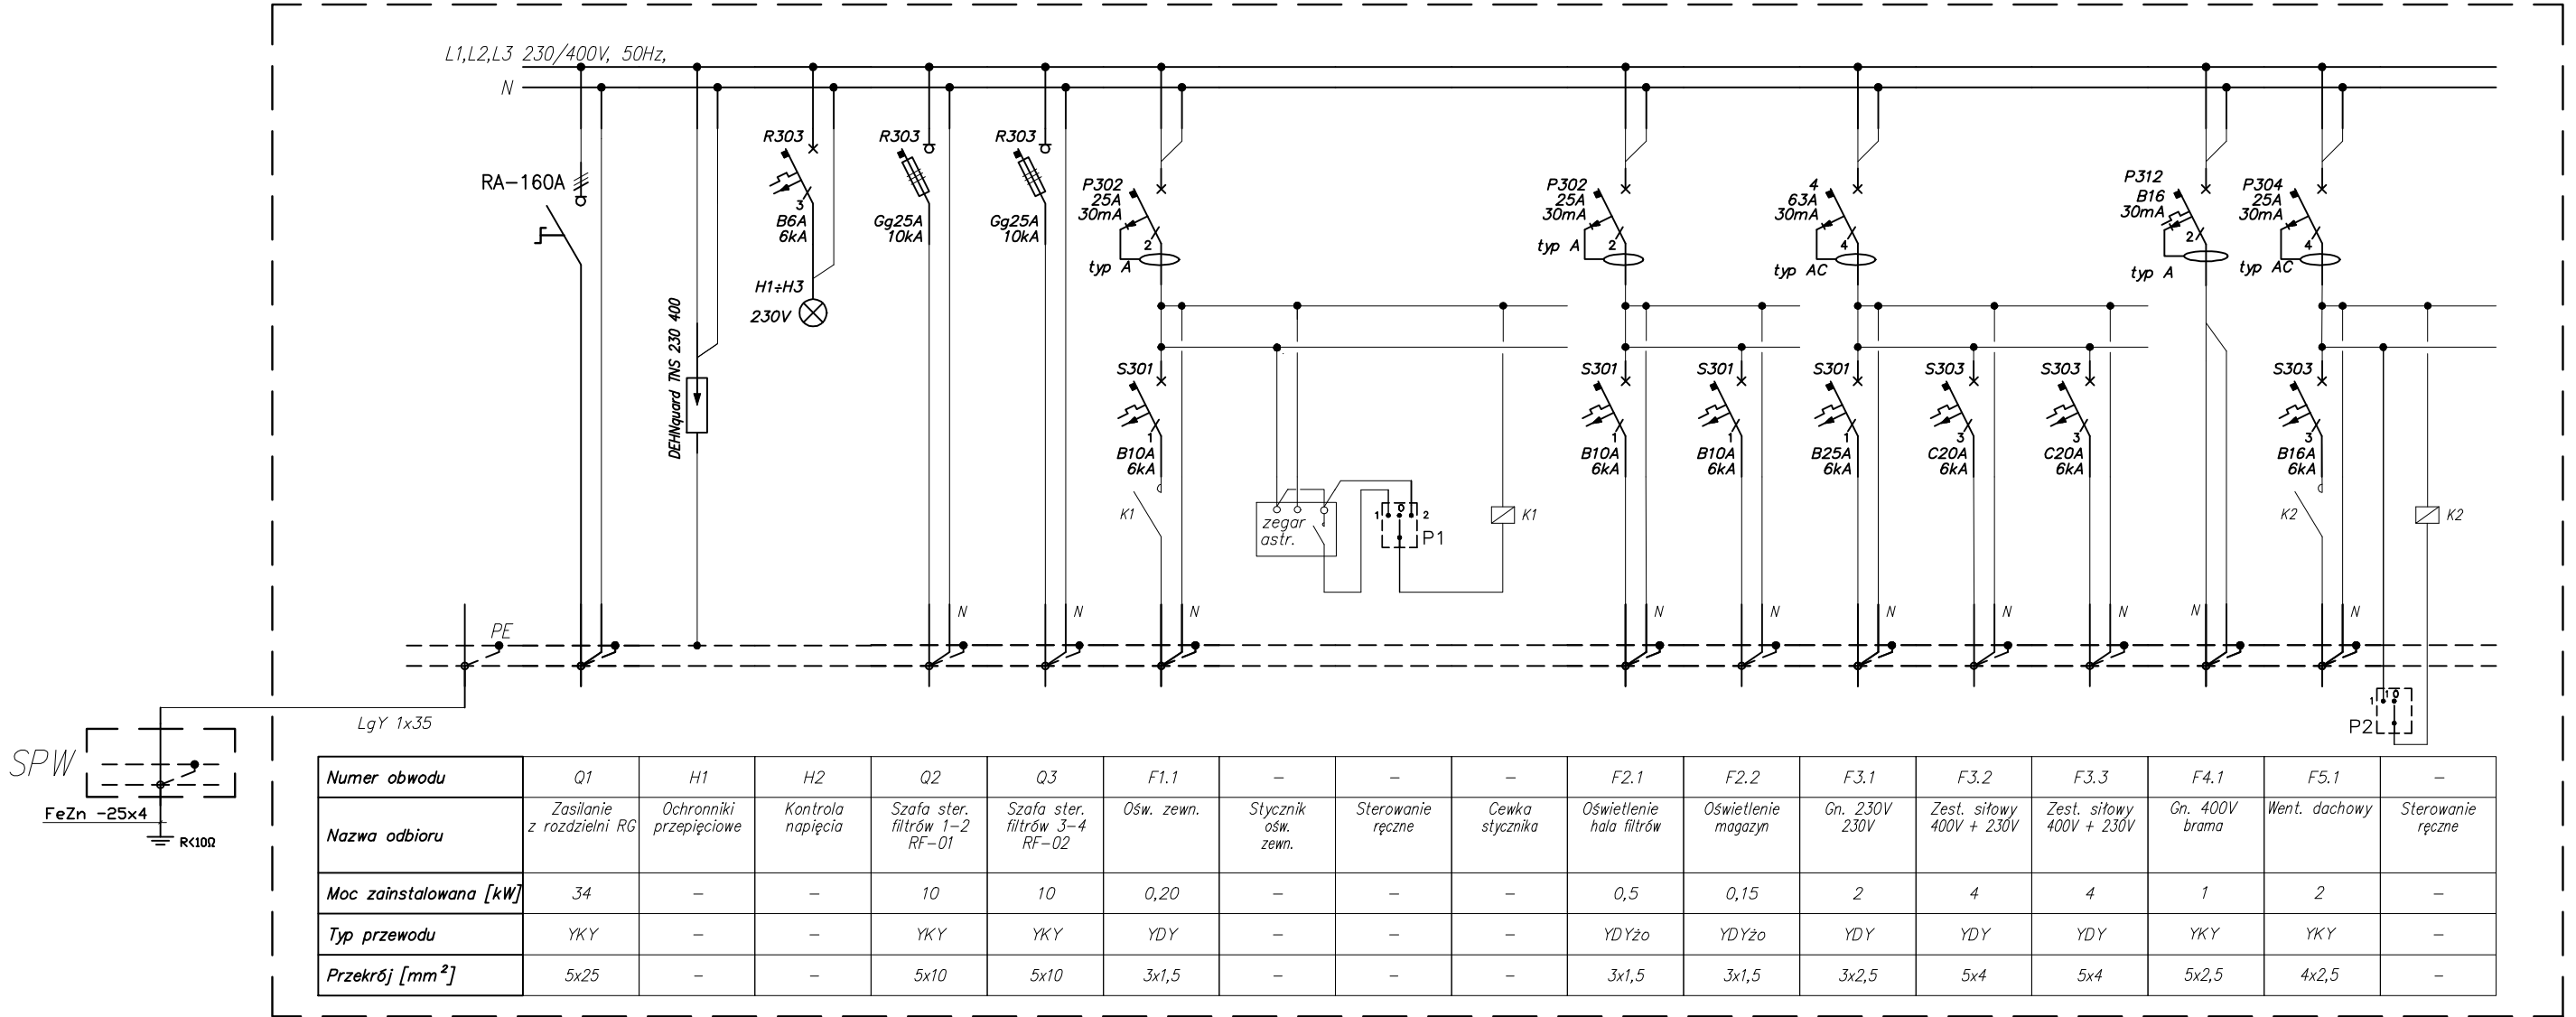 L1,L2,L3 230/400V, 50Hz,
N
RA-160A
DEHNguard TNS 230 400
R303
3
B6A
6kA
H1÷H3
230V
R303
Gg25A
10kA
R303
Gg25A
10kA
P302
25A
30mA
2
typ A
S301
1
B10A
6kA
K1
zegar
astr.
1 0 2
P1
K1
P302
25A
30mA
2
typ A
S301
1
B10A
6kA
S301
1
B10A
6kA
4
63A
30mA
4
typ AC
S301
1
B25A
6kA
S303
3
C20A
6kA
S303
3
C20A
6kA
P312
B16
30mA
2
typ A
P304
25A
30mA
4
typ AC
S303
3
B16A
6kA
K2
K2
N N N N N N N N N N
PE
1 1 0
P2
LgY 1x35
SPW
FeZn -25x4
R<10Ω
Numer obwodu Q1 H1 H2 Q2 Q3 F1.1 - - - F2.1 F2.2 F3.1 F3.2 F3.3 F4.1 F5.1 -
Nazwa odbioru
Zasilanie
z rozdzielni RG
Ochronniki
przepięciowe
Kontrola
napięcia
Szafa ster.
filtrów 1-2
RF-01
Szafa ster.
filtrów 3-4
RF-02
Ośw. zewn.
Stycznik
ośw.
zewn.
Sterowanie
ręczne
Cewka
stycznika
Oświetlenie
hala filtrów
Oświetlenie
magazyn
Gn. 230V
230V
Zest. siłowy
400V + 230V
Zest. siłowy
400V + 230V
Gn. 400V
brama
Went. dachowy
Sterowanie
ręczne
Moc zainstalowana [kW] 34 - - 10 10 0,20 - - - 0,5 0,15 2 4 4 1 2 -
Typ przewodu YKY - - YKY YKY YDY - - - YDYżo YDYżo YDY YDY YDY YKY YKY -
Przekrój [mm²] 5x25 - - 5x10 5x10 3x1,5 - - - 3x1,5 3x1,5 3x2,5 5x4 5x4 5x2,5 4x2,5 -